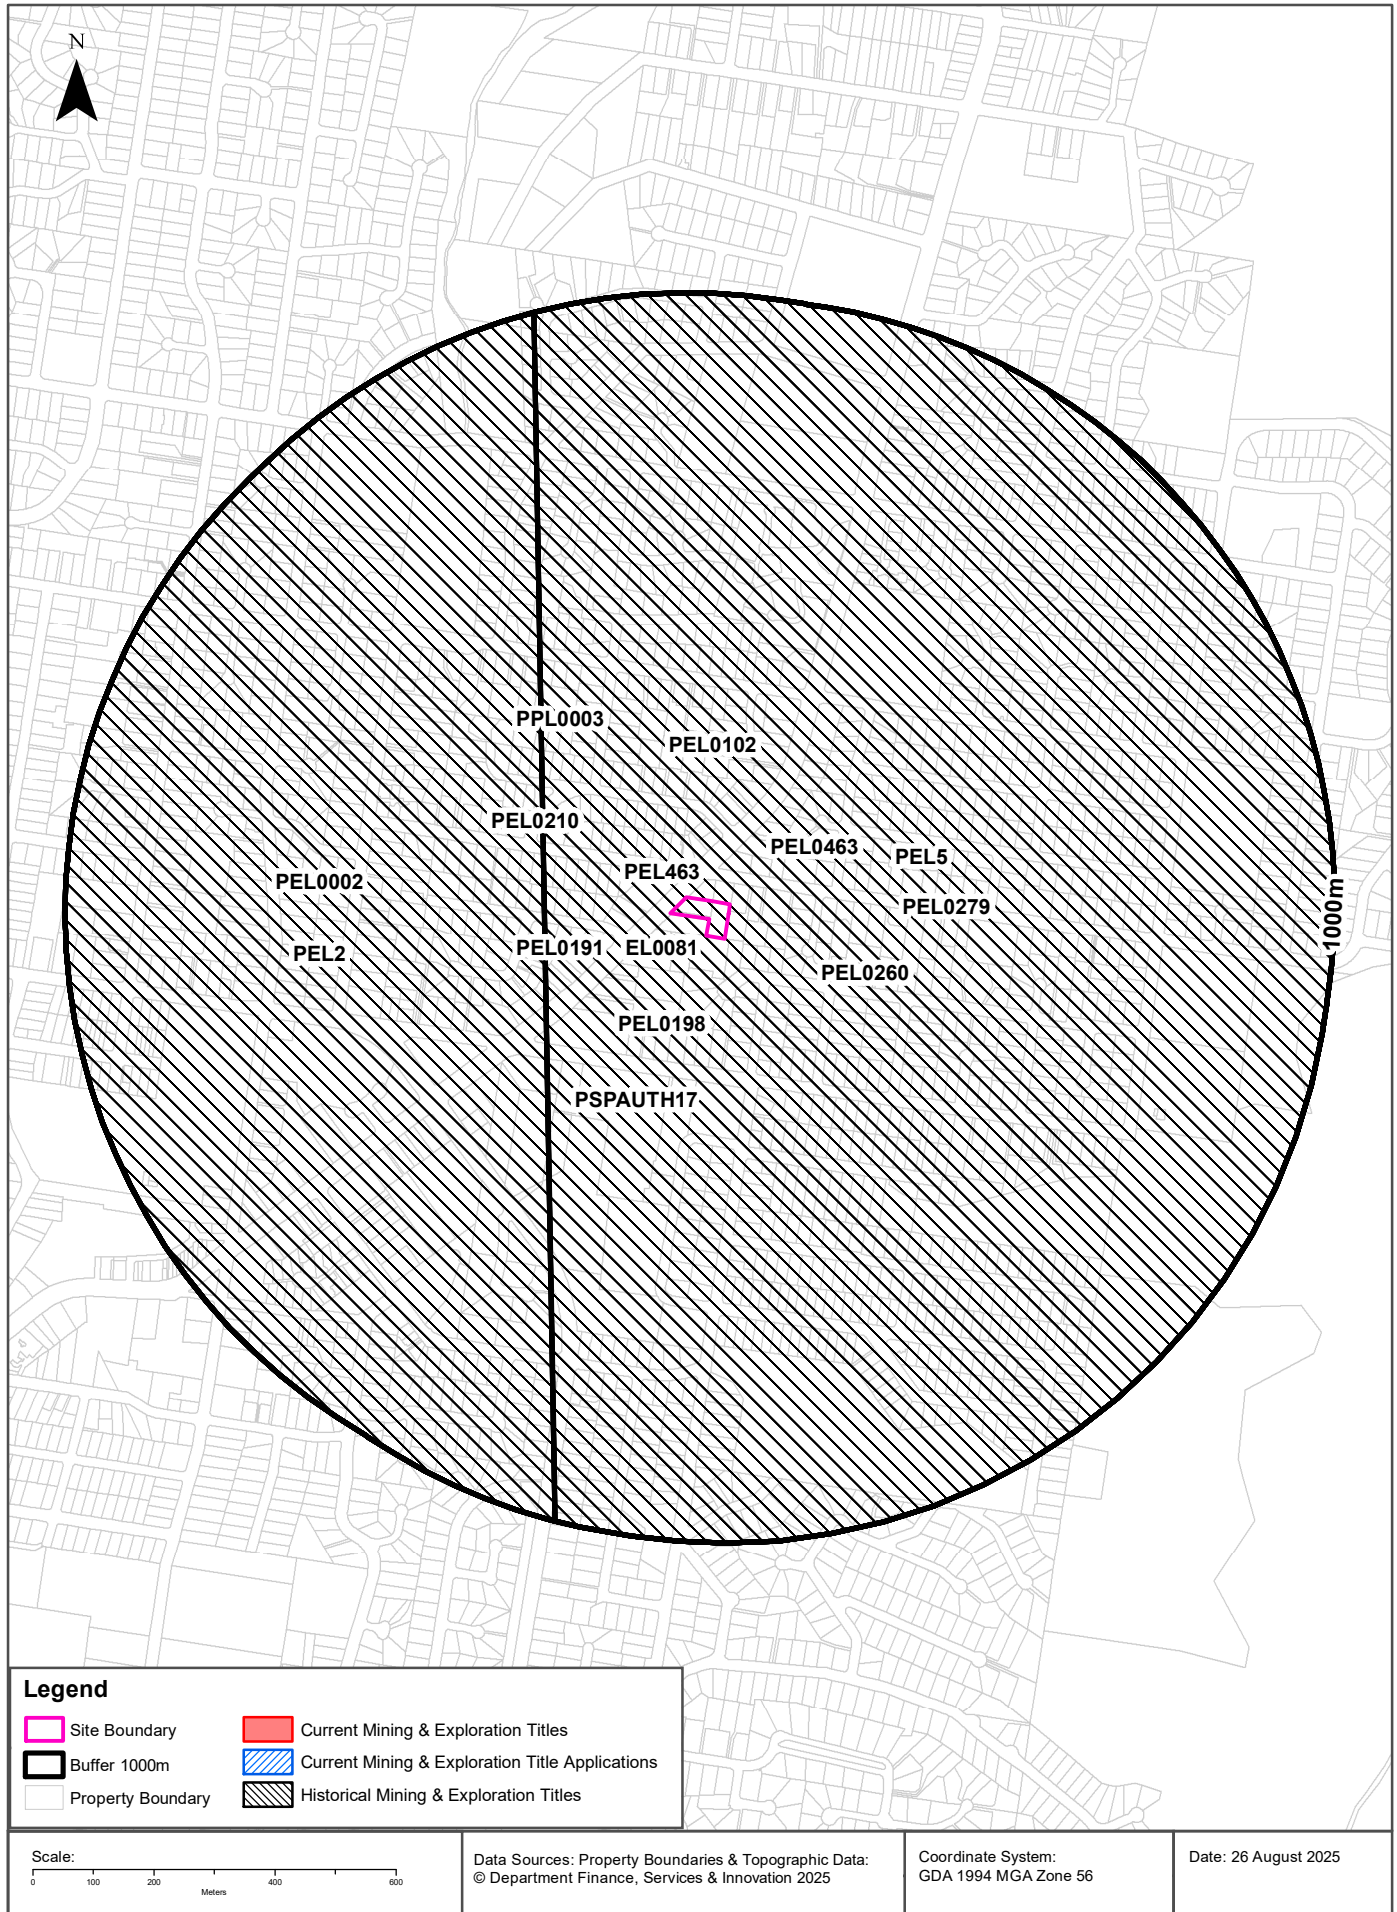 N
PPL0003
PEL0102
PEL0210
PEL0463
PEL5
PEL463
PEL0002
PEL0279
1000m
PEL0191
EL0081
PEL2
PEL0260
PEL0198
PSPAUTH17
Legend
Site Boundary
Buffer 1000m
Property Boundary
Current Mining & Exploration Titles
Current Mining & Exploration Title Applications
Historical Mining & Exploration Titles
Scale:
0 100 200 400 600
Meters
Data Sources: Property Boundaries & Topographic Data:
© Department Finance, Services & Innovation 2025
Coordinate System:
GDA 1994 MGA Zone 56
Date: 26 August 2025